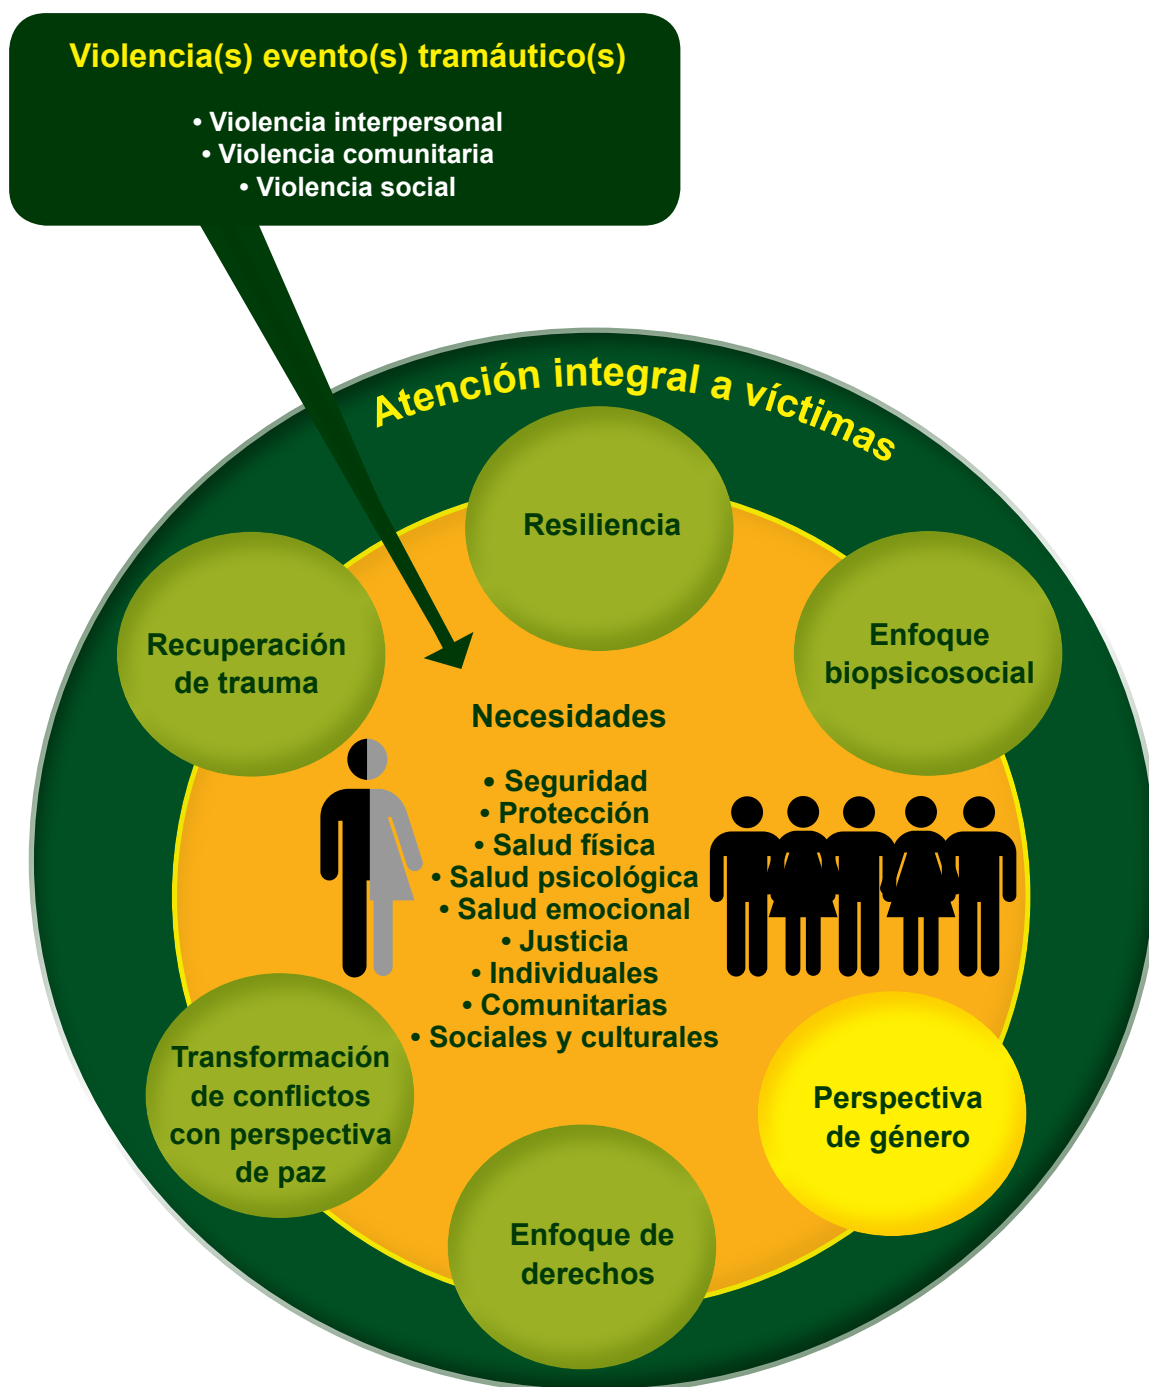 Violencia(s) evento(s) tramáutico(s)
• Violencia interpersonal
• Violencia comunitaria
• Violencia social
Atención integral a víctimas
Resiliencia
Recuperación
de trauma
Enfoque
biopsicosocial
Necesidades
• Seguridad
• Protección
• Salud física
• Salud psicológica
• Salud emocional
• Justicia
• Individuales
• Comunitarias
• Sociales y culturales
Transformación
de conflictos
con perspectiva
de paz
Perspectiva
de género
Enfoque de
derechos